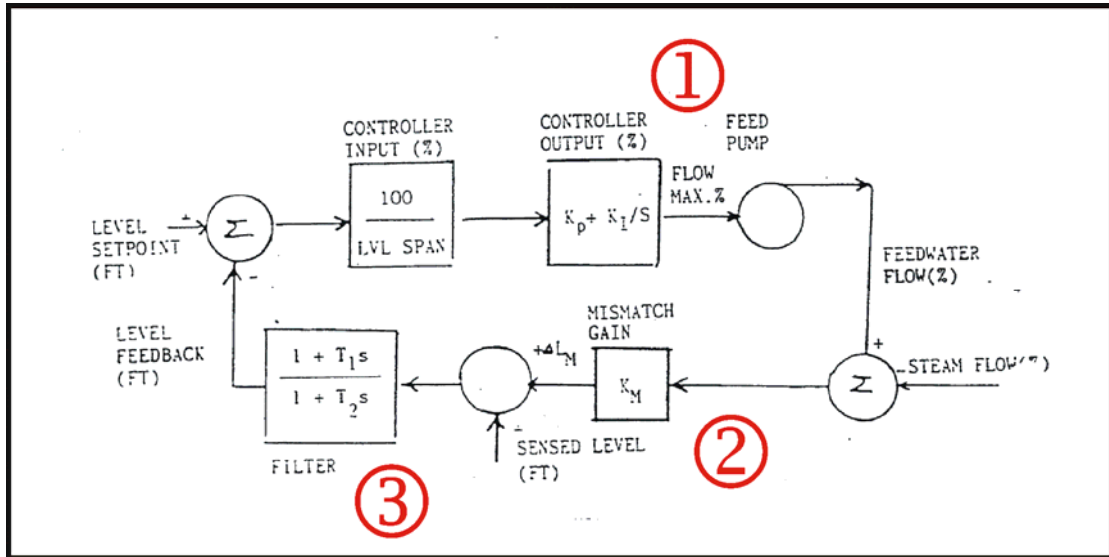 ①
CONTROLLER
INPUT (%)
CONTROLLER
OUTPUT (%)
FEED
PUMP
100
LVL SPAN
Kp+ KI/S
FLOW
MAX.%
LEVEL
SETPOINT
(FT)
+
Σ
-
FEEDWATER
FLOW(%)
LEVEL
FEEDBACK
(FT)
1 + T1s
1 + T2s
FILTER
+ΔLM
MISMATCH
GAIN
KM
+
Σ
-STEAM FLOW(%)
+
SENSED LEVEL
(FT)
②
③